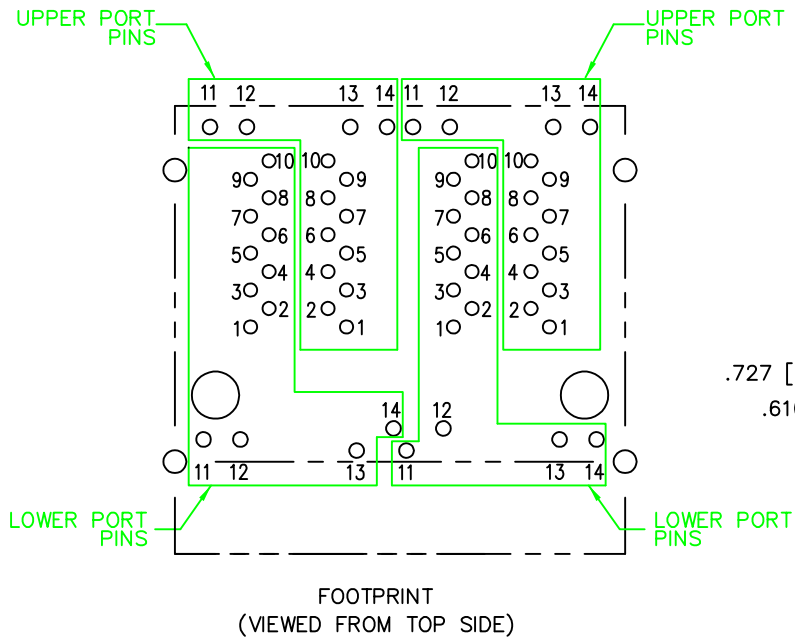 UPPER PORT
PINS
UPPER PORT
PINS
11 12 13 14 11 12 13 14
10 10 10 10
9 9 9 9
8 8 8 8
7 7 7 7
6 6 6 6
5 5 5 5
4 4 4 4
3 3 3 3
2 2 2 2
1 1 1 1
.727 [
.61
14 12
11 12 13 11 13 14
LOWER PORT
PINS
LOWER PORT
PINS
FOOTPRINT
(VIEWED FROM TOP SIDE)